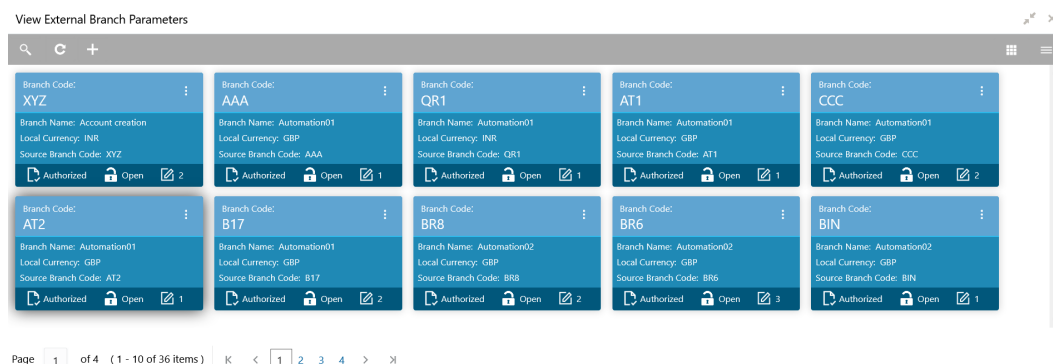 View External Branch Parameters
Branch Code:
XYZ
Branch Name: Account creation
Local Currency: INR
Source Branch Code: XYZ
Authorized Open 2
Branch Code:
AAA
Branch Name: Automation01
Local Currency: GBP
Source Branch Code: AAA
Authorized Open 1
Branch Code:
QR1
Branch Name: Automation01
Local Currency: INR
Source Branch Code: QR1
Authorized Open 1
Branch Code:
AT1
Branch Name: Automation01
Local Currency: GBP
Source Branch Code: AT1
Authorized Open 1
Branch Code:
CCC
Branch Name: Automation01
Local Currency: GBP
Source Branch Code: CCC
Authorized Open 2
Branch Code:
AT2
Branch Name: Automation01
Local Currency: GBP
Source Branch Code: AT2
Authorized Open 1
Branch Code:
B17
Branch Name: Automation01
Local Currency: GBP
Source Branch Code: B17
Authorized Open 2
Branch Code:
BR8
Branch Name: Automation02
Local Currency: GBP
Source Branch Code: BR8
Authorized Open 2
Branch Code:
BR6
Branch Name: Automation02
Local Currency: GBP
Source Branch Code: BR6
Authorized Open 3
Branch Code:
BIN
Branch Name: Automation02
Local Currency: GBP
Source Branch Code: BIN
Authorized Open 1
Page 1 of 4 (1 - 10 of 36 items) 1 2 3 4